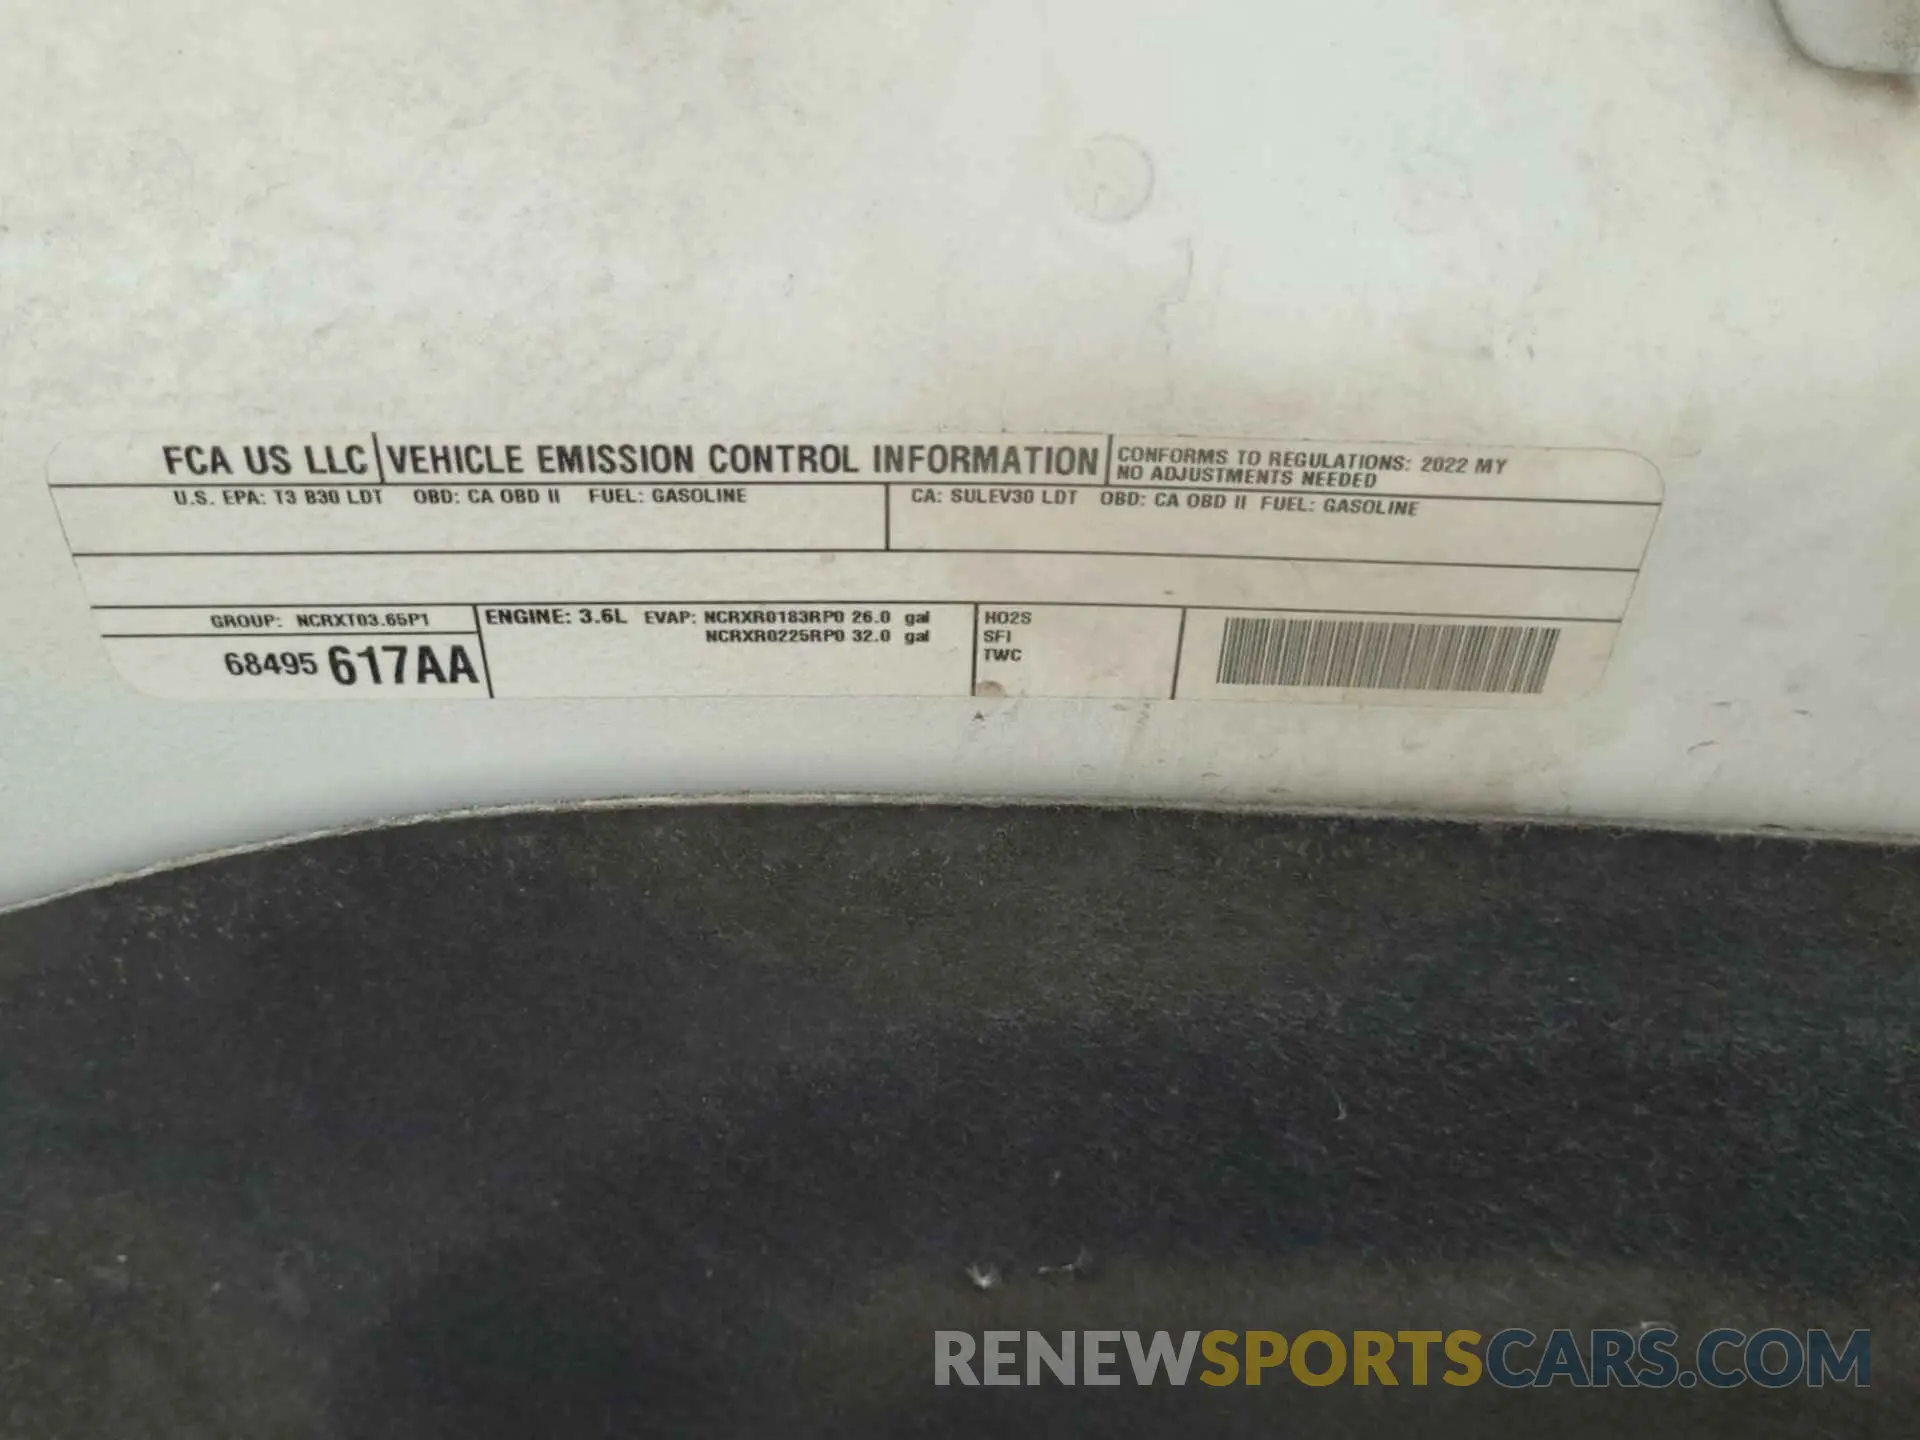 FCA US LLC VEHICLE EMISSION CONTROL INFORMATION CONFORMS TO REGULATIONS: 2022 MY
NO ADJUSTMENTS NEEDED
U.S. EPA: T3 B30 LDT OBD: CA OBD II FUEL: GASOLINE CA: SULEV30 LDT OBD: CA OBD II FUEL: GASOLINE
GROUP: NCRXT03.65P1 ENGINE: 3.6L EVAP: NCRXR0183RP0 26.0 gal HO2S
NCRXR0225RP0 32.0 gal SFI
68495 617AA TWC
RENEWSPORTSCARS.COM